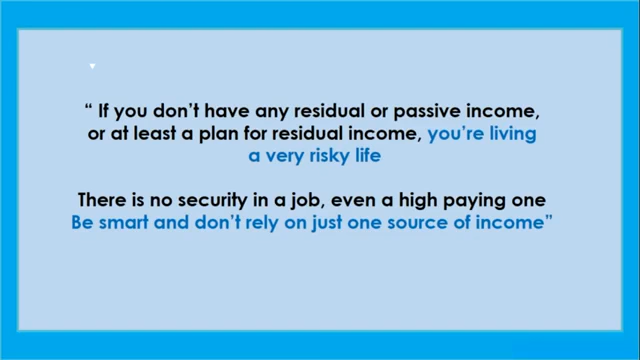 “ If you don’t have any residual or passive income,
or at least a plan for residual income, you’re living
a very risky life
There is no security in a job, even a high paying one
Be smart and don’t rely on just one source of income”